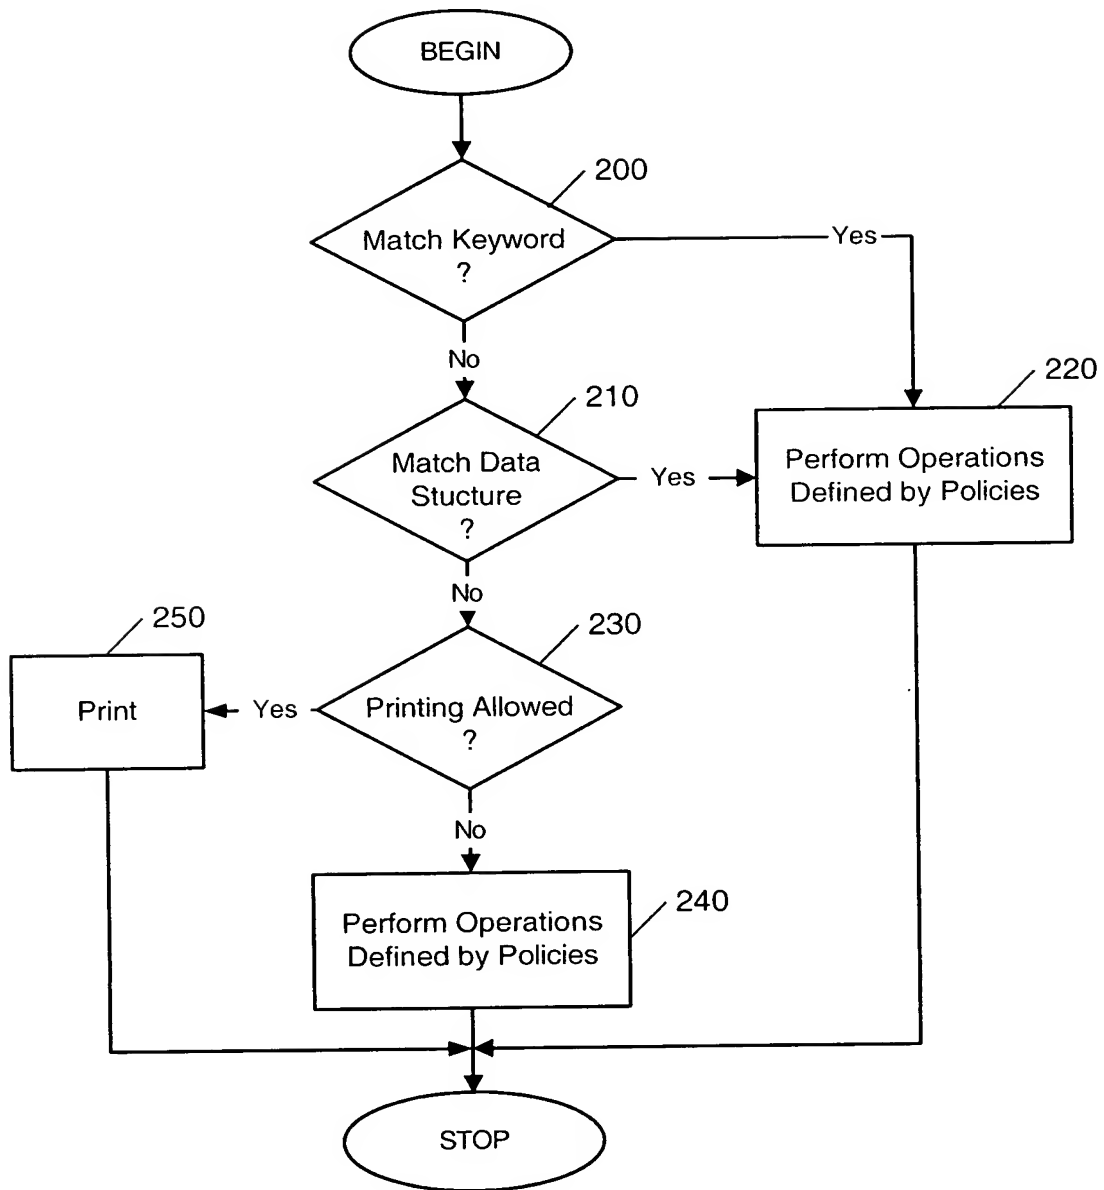 BEGIN
200
Match Keyword
?
Yes
No
210
220
Match Data
Stucture
?
Yes
Perform Operations
Defined by Policies
No
250
230
Print
Yes
Printing Allowed
?
No
240
Perform Operations
Defined by Policies
STOP